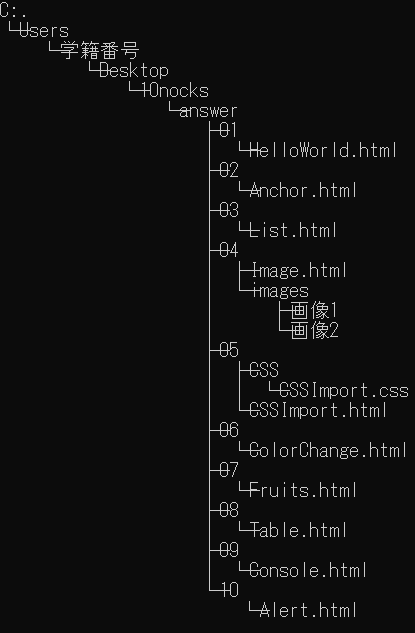 C:.
└─Users
└─学籍番号
└─Desktop
└─10nocks
└─answer
├─01
└─HelloWorld.html
├─02
└─Anchor.html
├─03
└─List.html
├─04
├─Image.html
└─images
├─画像1
└─画像2
├─05
├─CSS
└─CSSImport.css
└─CSSImport.html
├─06
└─ColorChange.html
├─07
└─Fruits.html
├─08
└─Table.html
├─09
└─Console.html
└─10
└─Alert.html